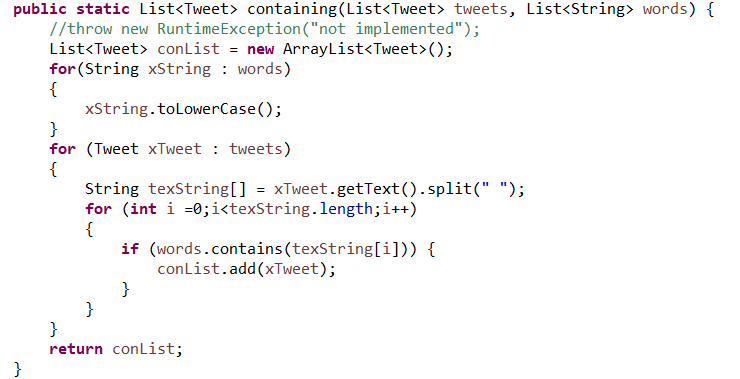 public static List<Tweet> containing(List<Tweet> tweets, List<String> words) {
    //throw new RuntimeException("not implemented");
    List<Tweet> conList = new ArrayList<Tweet>();
    for(String xString : words)
    {
        xString.toLowerCase();
    }
    for (Tweet xTweet : tweets)
    {
        String texString[] = xTweet.getText().split(" ");
        for (int i =0;i<texString.length;i++)
        {
            if (words.contains(texString[i])) {
                conList.add(xTweet);
            }
        }
    }
    return conList;
}